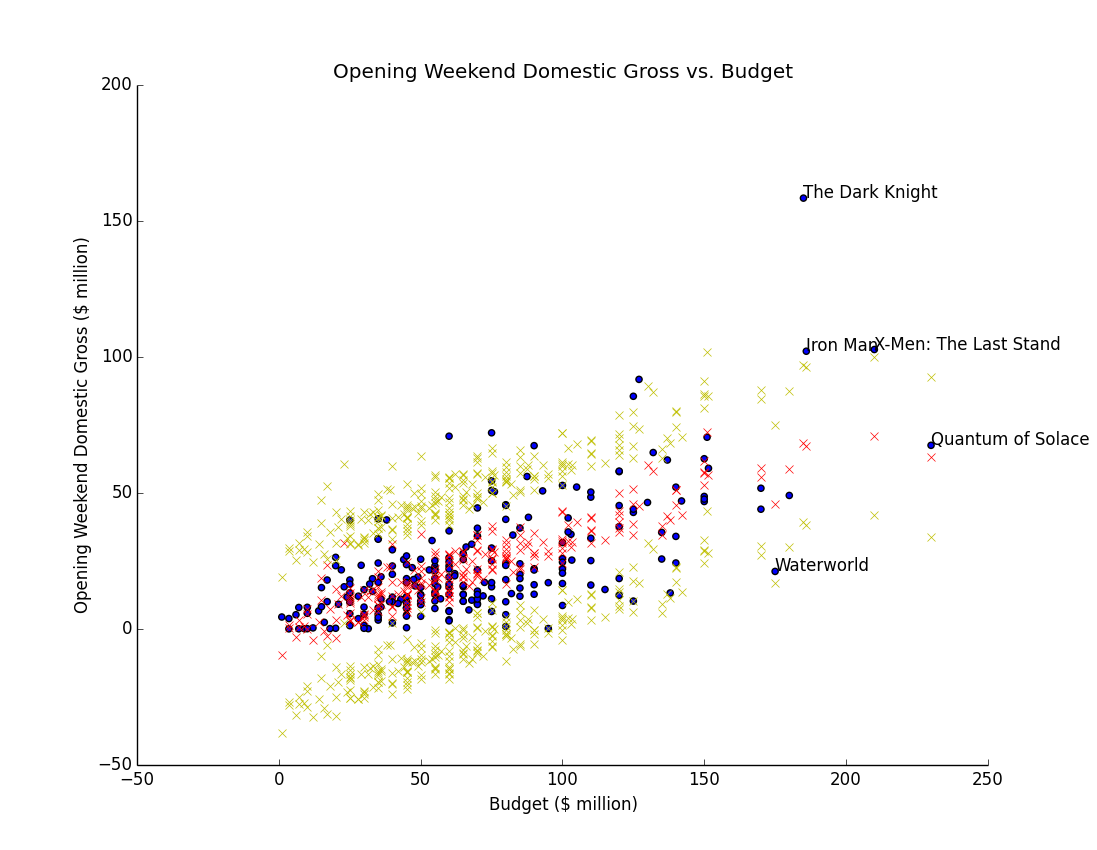 Opening Weekend Domestic Gross vs. Budget
200
150
100
50
0
−50
Opening Weekend Domestic Gross ($ million)
The Dark Knight
Iron Man
X-Men: The Last Stand
Quantum of Solace
Waterworld
−50
0
50
100
150
200
250
Budget ($ million)